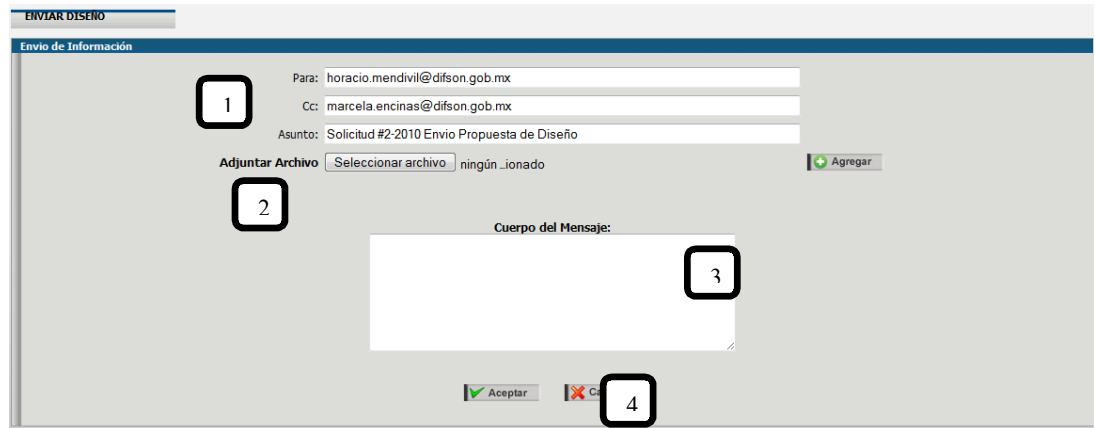 ENVIAR DISEÑO
Envio de Información
Para: horacio.mendivil@difson.gob.mx
1
Cc: marcela.encinas@difson.gob.mx
Asunto: Solicitud #2-2010 Envio Propuesta de Diseño
Adjuntar Archivo Seleccionar archivo ningún ...ionado Agregar
2
Cuerpo del Mensaje:
3
Aceptar
4